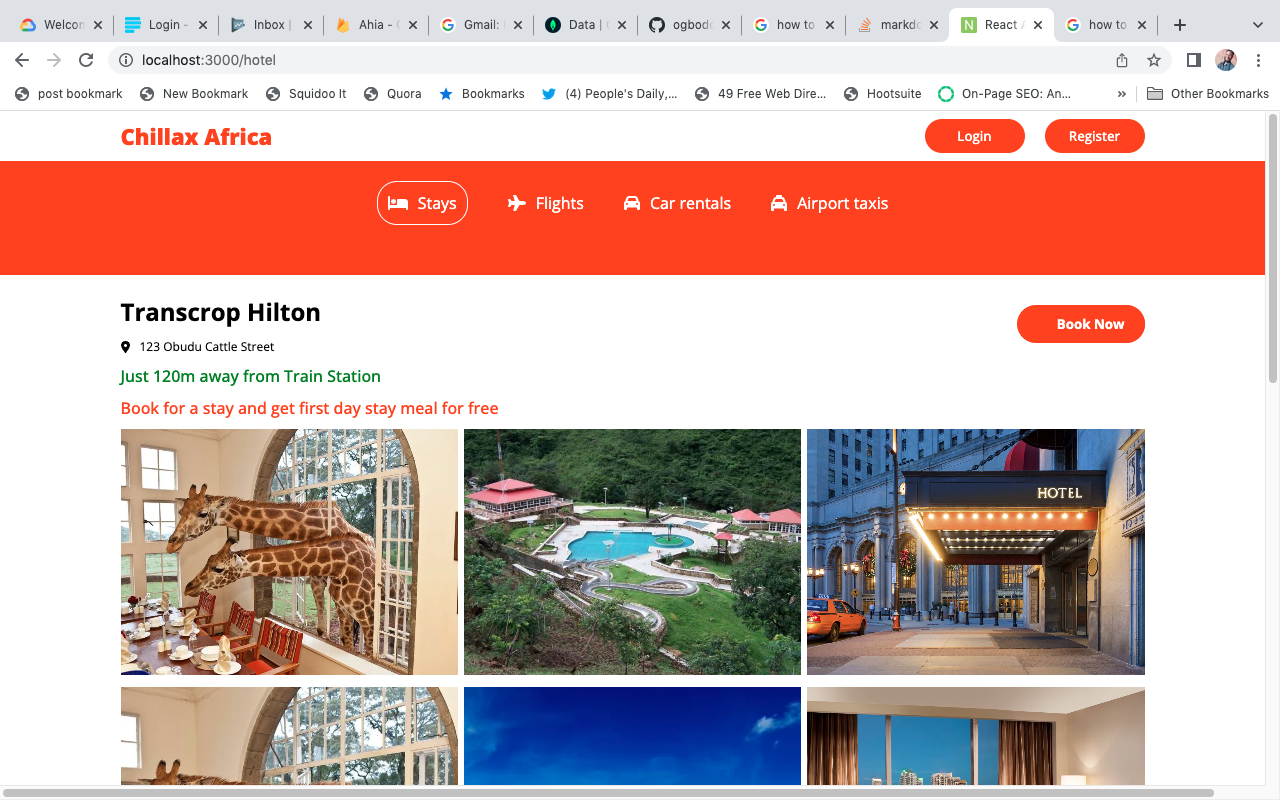 Welcom
Login -
Inbox |
Ahia -
Gmail:
Data |
ogbodo
how to
markdo
React
how to
localhost:3000/hotel
post bookmark
New Bookmark
Squidoo It
Quora
Bookmarks
(4) People's Daily,...
49 Free Web Dire...
Hootsuite
On-Page SEO: An...
»
Other Bookmarks
Chillax Africa
Login
Register
Stays
Flights
Car rentals
Airport taxis
Transcrop Hilton
Book Now
123 Obudu Cattle Street
Just 120m away from Train Station
Book for a stay and get first day stay meal for free
HOTEL